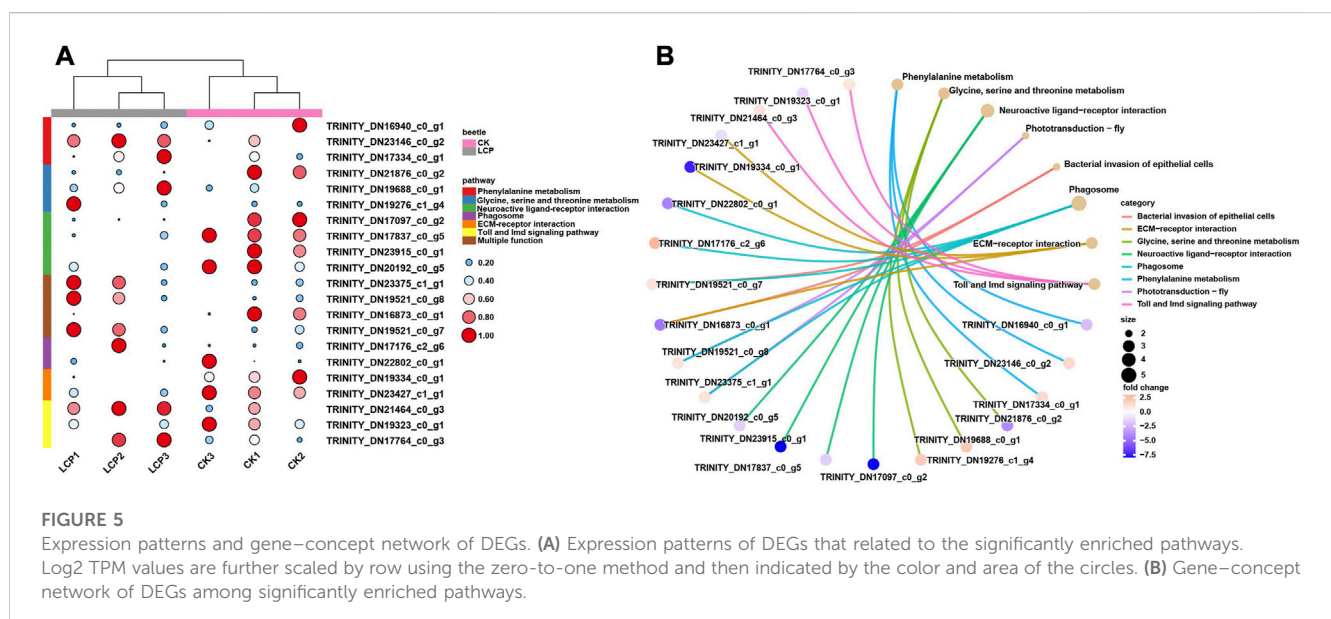 A
TRINITY_DN16940_c0_g1
TRINITY_DN23146_c0_g2
TRINITY_DN17334_c0_g1
TRINITY_DN21876_c0_g2
TRINITY_DN19688_c0_g1
TRINITY_DN19276_c1_g4
TRINITY_DN17097_c0_g2
TRINITY_DN17837_c0_g5
TRINITY_DN23915_c0_g1
TRINITY_DN20192_c0_g5
TRINITY_DN23375_c1_g1
TRINITY_DN19521_c0_g8
TRINITY_DN16873_c0_g1
TRINITY_DN19521_c0_g7
TRINITY_DN17176_c2_g6
TRINITY_DN22802_c0_g1
TRINITY_DN19334_c0_g1
TRINITY_DN23427_c1_g1
TRINITY_DN21464_c0_g3
TRINITY_DN19323_c0_g1
TRINITY_DN17764_c0_g3
LCP1
LCP2
LCP3
CK3
CK1
CK2
beetle
CK
LCP
pathway
Phenylalanine metabolism
Glycine, serine and threonine metabolism
Neuroactive ligand-receptor interaction
Phagosome
ECM-receptor interaction
Toll and Imd signaling pathway
Multiple function
0.20
0.40
0.60
0.80
1.00
B
TRINITY_DN17764_c0_g3
TRINITY_DN19323_c0_g1
TRINITY_DN21464_c0_g3
TRINITY_DN23427_c1_g1
TRINITY_DN19334_c0_g1
TRINITY_DN22802_c0_g1
TRINITY_DN17176_c2_g6
TRINITY_DN19521_c0_g7
TRINITY_DN16873_c0_g1
TRINITY_DN19521_c0_g8
TRINITY_DN23375_c1_g1
TRINITY_DN20192_c0_g5
TRINITY_DN23915_c0_g1
TRINITY_DN17837_c0_g5
TRINITY_DN17097_c0_g2
TRINITY_DN19276_c1_g4
TRINITY_DN19688_c0_g1
TRINITY_DN21876_c0_g2
TRINITY_DN17334_c0_g1
TRINITY_DN23146_c0_g2
TRINITY_DN16940_c0_g1
Phenylalanine metabolism
Glycine, serine and threonine metabolism
Neuroactive ligand-receptor interaction
Phototransduction - fly
Bacterial invasion of epithelial cells
Phagosome
ECM-receptor interaction
Toll and Imd signaling pathway
category
Bacterial invasion of epithelial cells
ECM-receptor interaction
Glycine, serine and threonine metabolism
Neuroactive ligand-receptor interaction
Phagosome
Phenylalanine metabolism
Phototransduction - fly
Toll and Imd signaling pathway
size
2
3
4
5
fold change
2.5
0.0
-2.5
-5.0
-7.5
FIGURE 5
Expression patterns and gene–concept network of DEGs. (A) Expression patterns of DEGs that related to the significantly enriched pathways.
Log2 TPM values are further scaled by row using the zero-to-one method and then indicated by the color and area of the circles. (B) Gene–concept
network of DEGs among significantly enriched pathways.